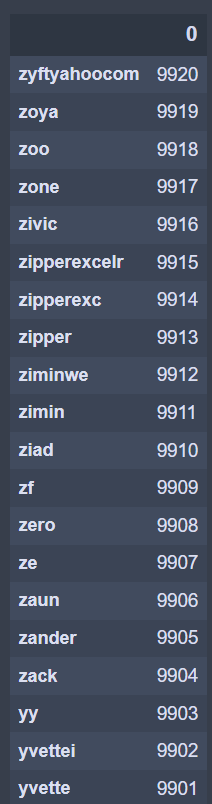 0
zyftyahoocom 9920
zoya 9919
zoo 9918
zone 9917
zivic 9916
zipperexcelr 9915
zipperexc 9914
zipper 9913
ziminwe 9912
zimin 9911
ziad 9910
zf 9909
zero 9908
ze 9907
zaun 9906
zander 9905
zack 9904
yy 9903
yvettei 9902
yvette 9901